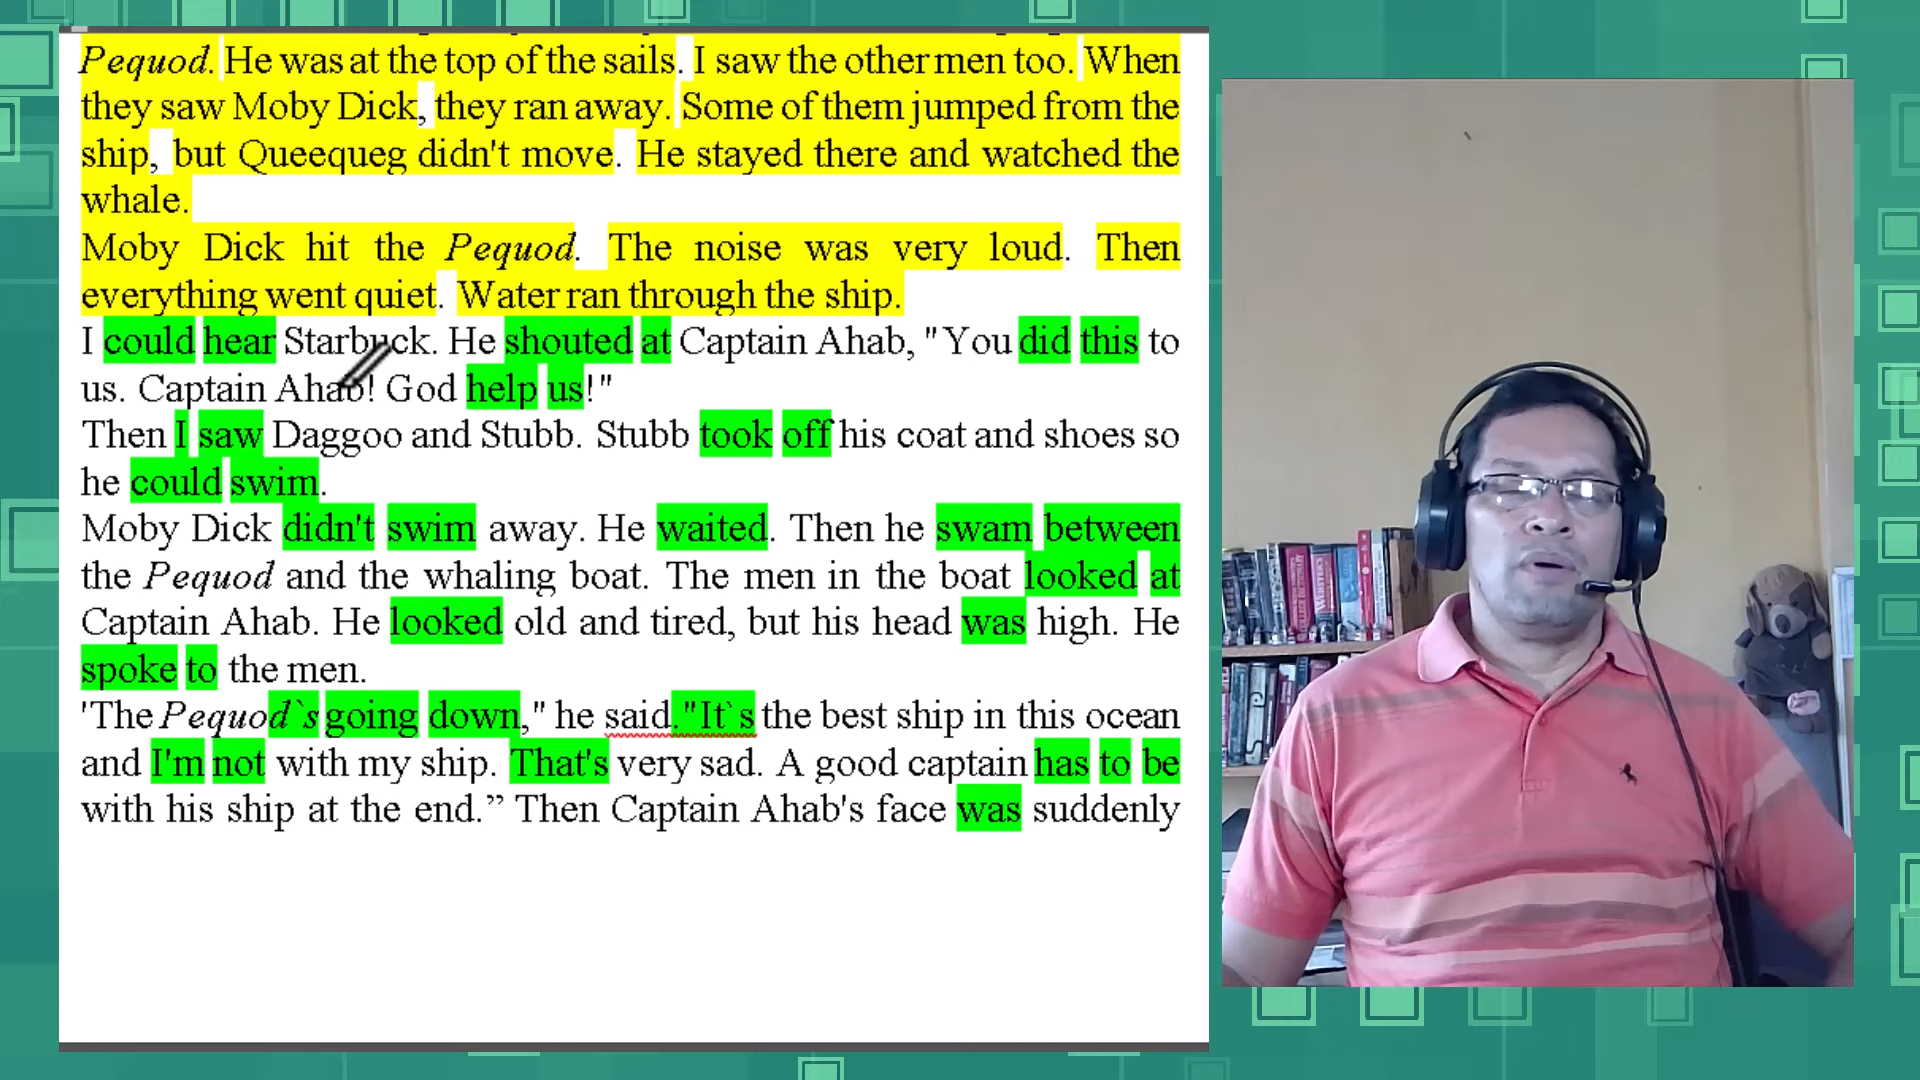 Pequod. He was at the top of the sails. I saw the other men too. When
they saw Moby Dick, they ran away. Some of them jumped from the
ship, but Queequeg didn't move. He stayed there and watched the
whale.
Moby Dick hit the Pequod. The noise was very loud. Then
everything went quiet. Water ran through the ship.
I could hear Starbuck. He shouted at Captain Ahab, "You did this to
us. Captain Ahab! God help us!"
Then I saw Daggoo and Stubb. Stubb took off his coat and shoes so
he could swim.
Moby Dick didn't swim away. He waited. Then he swam between
the Pequod and the whaling boat. The men in the boat looked at
Captain Ahab. He looked old and tired, but his head was high. He
spoke to the men.
'The Pequod`s going down," he said."It`s the best ship in this ocean
and I'm not with my ship. That's very sad. A good captain has to be
with his ship at the end.” Then Captain Ahab's face was suddenly